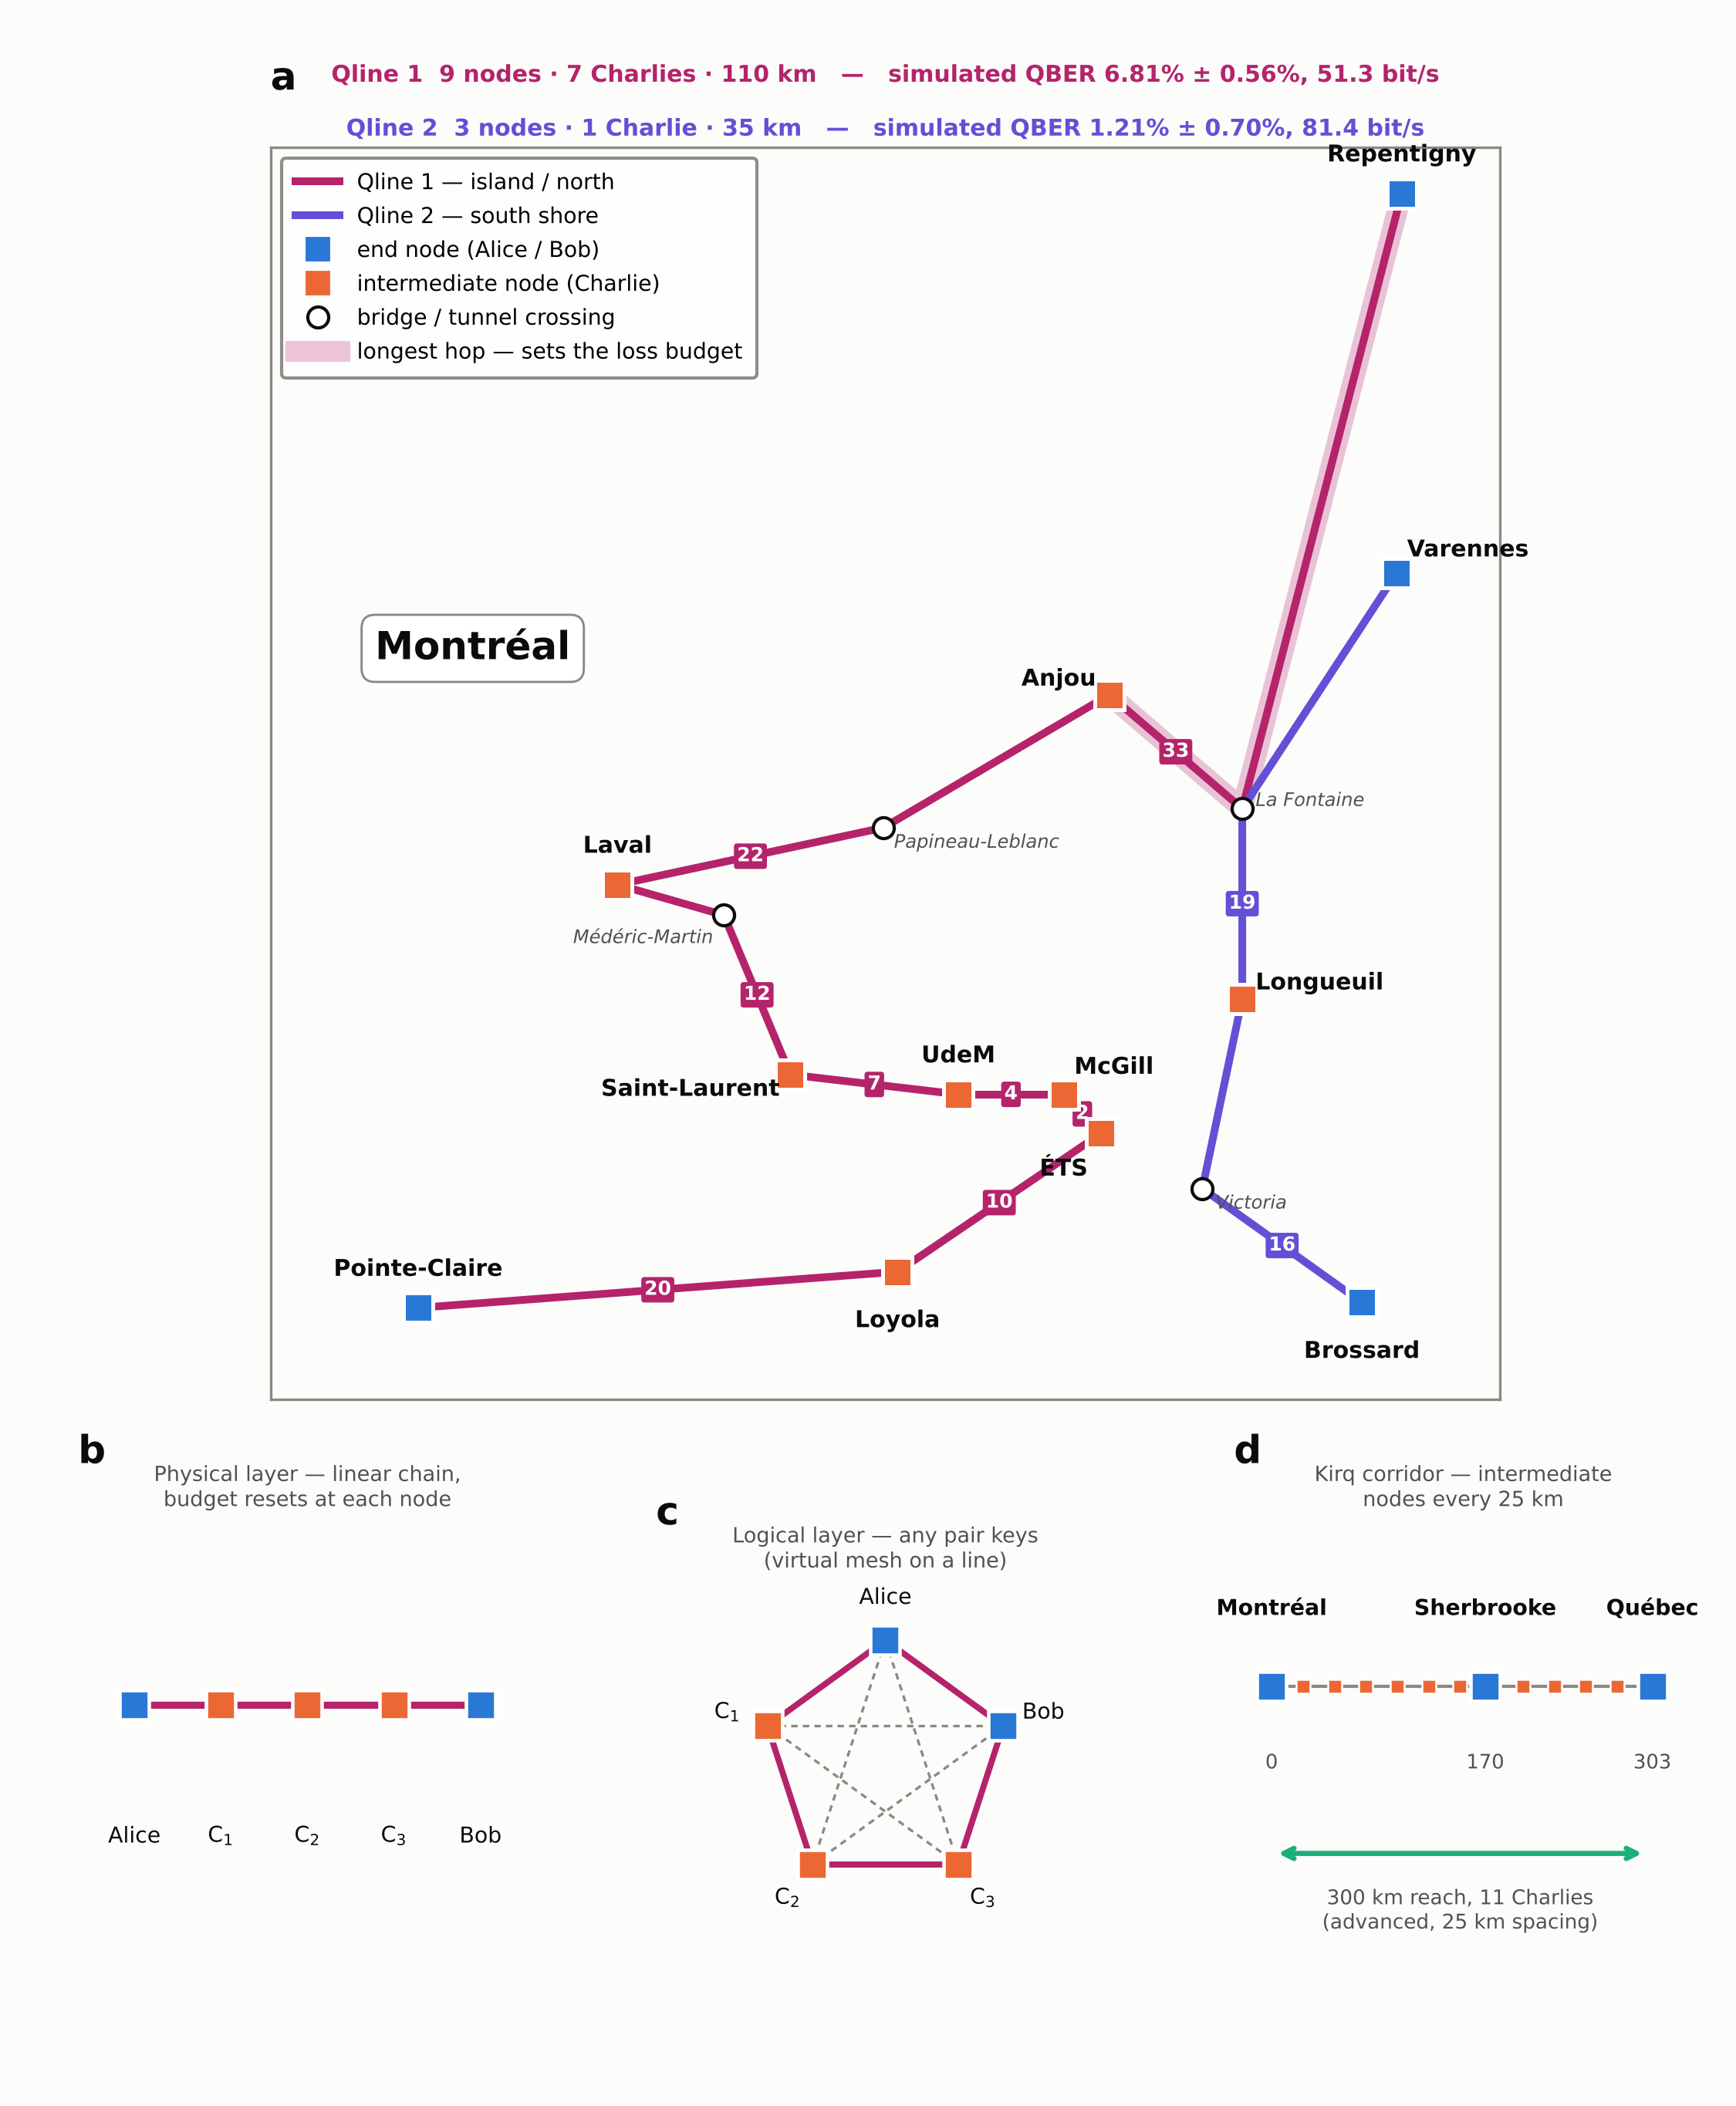 a
Qline 1 9 nodes · 7 Charlies · 110 km — simulated QBER 6.81% ± 0.56%, 51.3 bit/s
Qline 2 3 nodes · 1 Charlie · 35 km — simulated QBER 1.21% ± 0.70%, 81.4 bit/s
Qline 1 — island / north
Qline 2 — south shore
end node (Alice / Bob)
intermediate node (Charlie)
bridge / tunnel crossing
longest hop — sets the loss budget
Repentigny
Varennes
Montréal
Anjou
33
La Fontaine
Papineau-Leblanc
Laval
22
19
Médéric-Martin
Longueuil
12
UdeM
McGill
Saint-Laurent
7
4
2
ÉTS
10
Victoria
16
Pointe-Claire
20
Loyola
Brossard
b
Physical layer — linear chain,
budget resets at each node
Alice C₁ C₂ C₃ Bob
c
Logical layer — any pair keys
(virtual mesh on a line)
Alice
C₁
Bob
C₂
C₃
d
Kirq corridor — intermediate
nodes every 25 km
Montréal Sherbrooke Québec
0 170 303
300 km reach, 11 Charlies
(advanced, 25 km spacing)